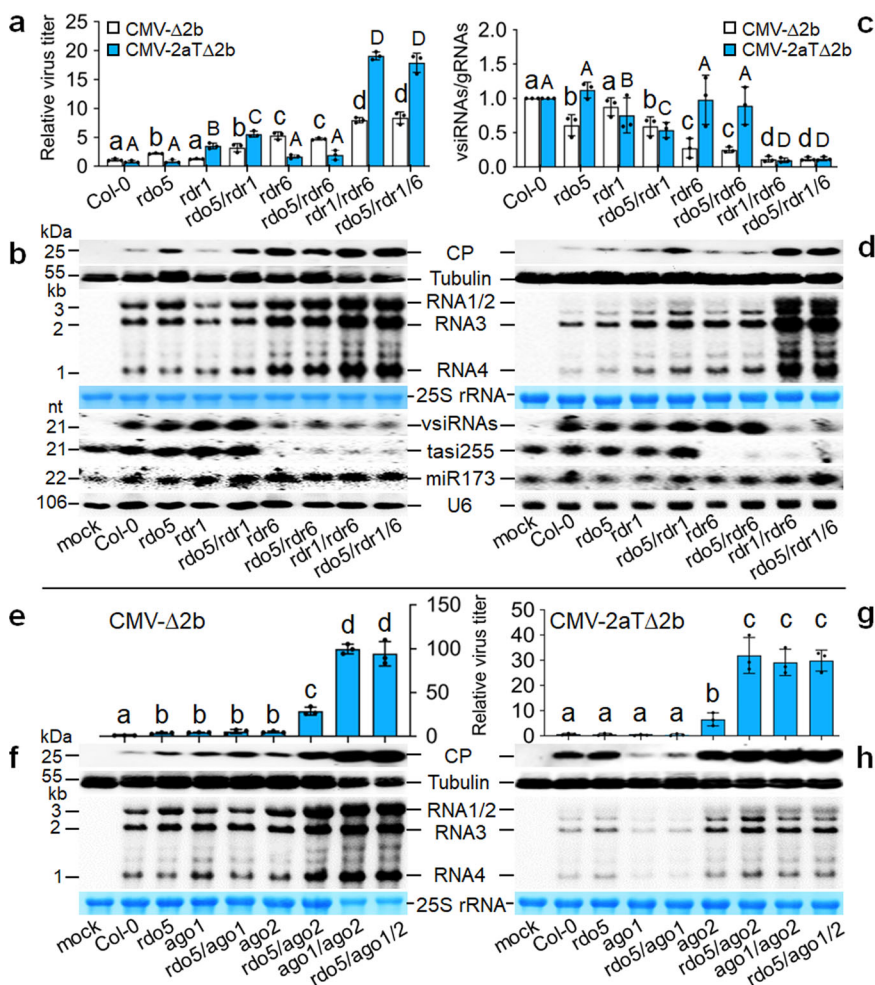 a
Relative virus titer
25
20
15
10
5
0
CMV-Δ2b
CMV-2aTΔ2b
a A b A a B b C c A c A d D d D
Col-0 rdo5 rdr1 rdo5/rdr1 rdr6 rdo5/rdr6 rdr1/rdr6 rdo5/rdr1/6
c
vsiRNAs/gRNAs
1.5
1.0
0.5
0.0
CMV-Δ2b
CMV-2aTΔ2b
a A b A a B b C c A c A d D d D
Col-0 rdo5 rdr1 rdo5/rdr1 rdr6 rdo5/rdr6 rdr1/rdr6 rdo5/rdr1/6
b
d
kDa
25 CP
55 Tubulin
kb
3 RNA1/2
2 RNA3
1 RNA4
25S rRNA
nt
21 vsiRNAs
21 tasi255
22 miR173
106 U6
mock Col-0 rdo5 rdr1 rdo5/rdr1 rdr6 rdo5/rdr6 rdr1/rdr6 rdo5/rdr1/6
mock Col-0 rdo5 rdr1 rdo5/rdr1 rdr6 rdo5/rdr6 rdr1/rdr6 rdo5/rdr1/6
e
CMV-Δ2b
150
100
50
0
a b b b b c d d
Relative virus titer
g
CMV-2aTΔ2b
50
40
30
20
10
0
a a a a b c c c
f
h
kDa
25 CP
55 Tubulin
kb
3 RNA1/2
2 RNA3
1 RNA4
25S rRNA
mock Col-0 rdo5 ago1 rdo5/ago1 ago2 rdo5/ago2 ago1/ago2 rdo5/ago1/2
mock Col-0 rdo5 ago1 rdo5/ago1 ago2 rdo5/ago2 ago1/ago2 rdo5/ago1/2